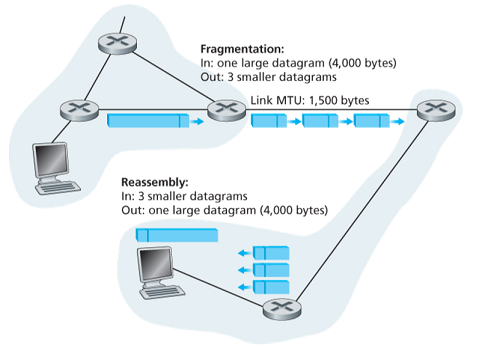 Fragmentation:
In: one large datagram (4,000 bytes)
Out: 3 smaller datagrams
Link MTU: 1,500 bytes
Reassembly:
In: 3 smaller datagrams
Out: one large datagram (4,000 bytes)